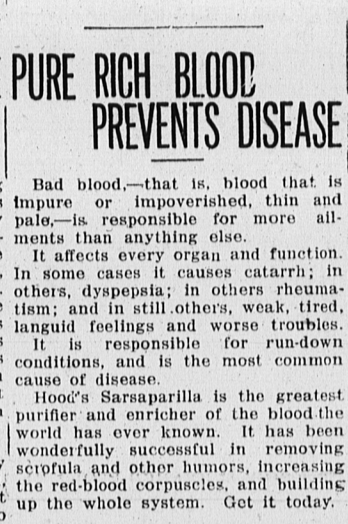 PURE RICH BLOOD
PREVENTS DISEASE
Bad blood,—that is, blood that is
impure or impoverished, thin and
pale,—is responsible for more ail-
ments than anything else.
It affects every organ and function.
In some cases it causes catarrh; in
others, dyspepsia; in others rheuma-
tism; and in still others, weak, tired,
languid feelings and worse troubles.
It is responsible for run-down
conditions, and is the most common
cause of disease.
Hood's Sarsaparilla is the greatest
purifier and enricher of the blood the
world has ever known. It has been
wonderfully successful in removing
scrofula and other humors, increasing
the red-blood corpuscles, and building
up the whole system. Get it today.